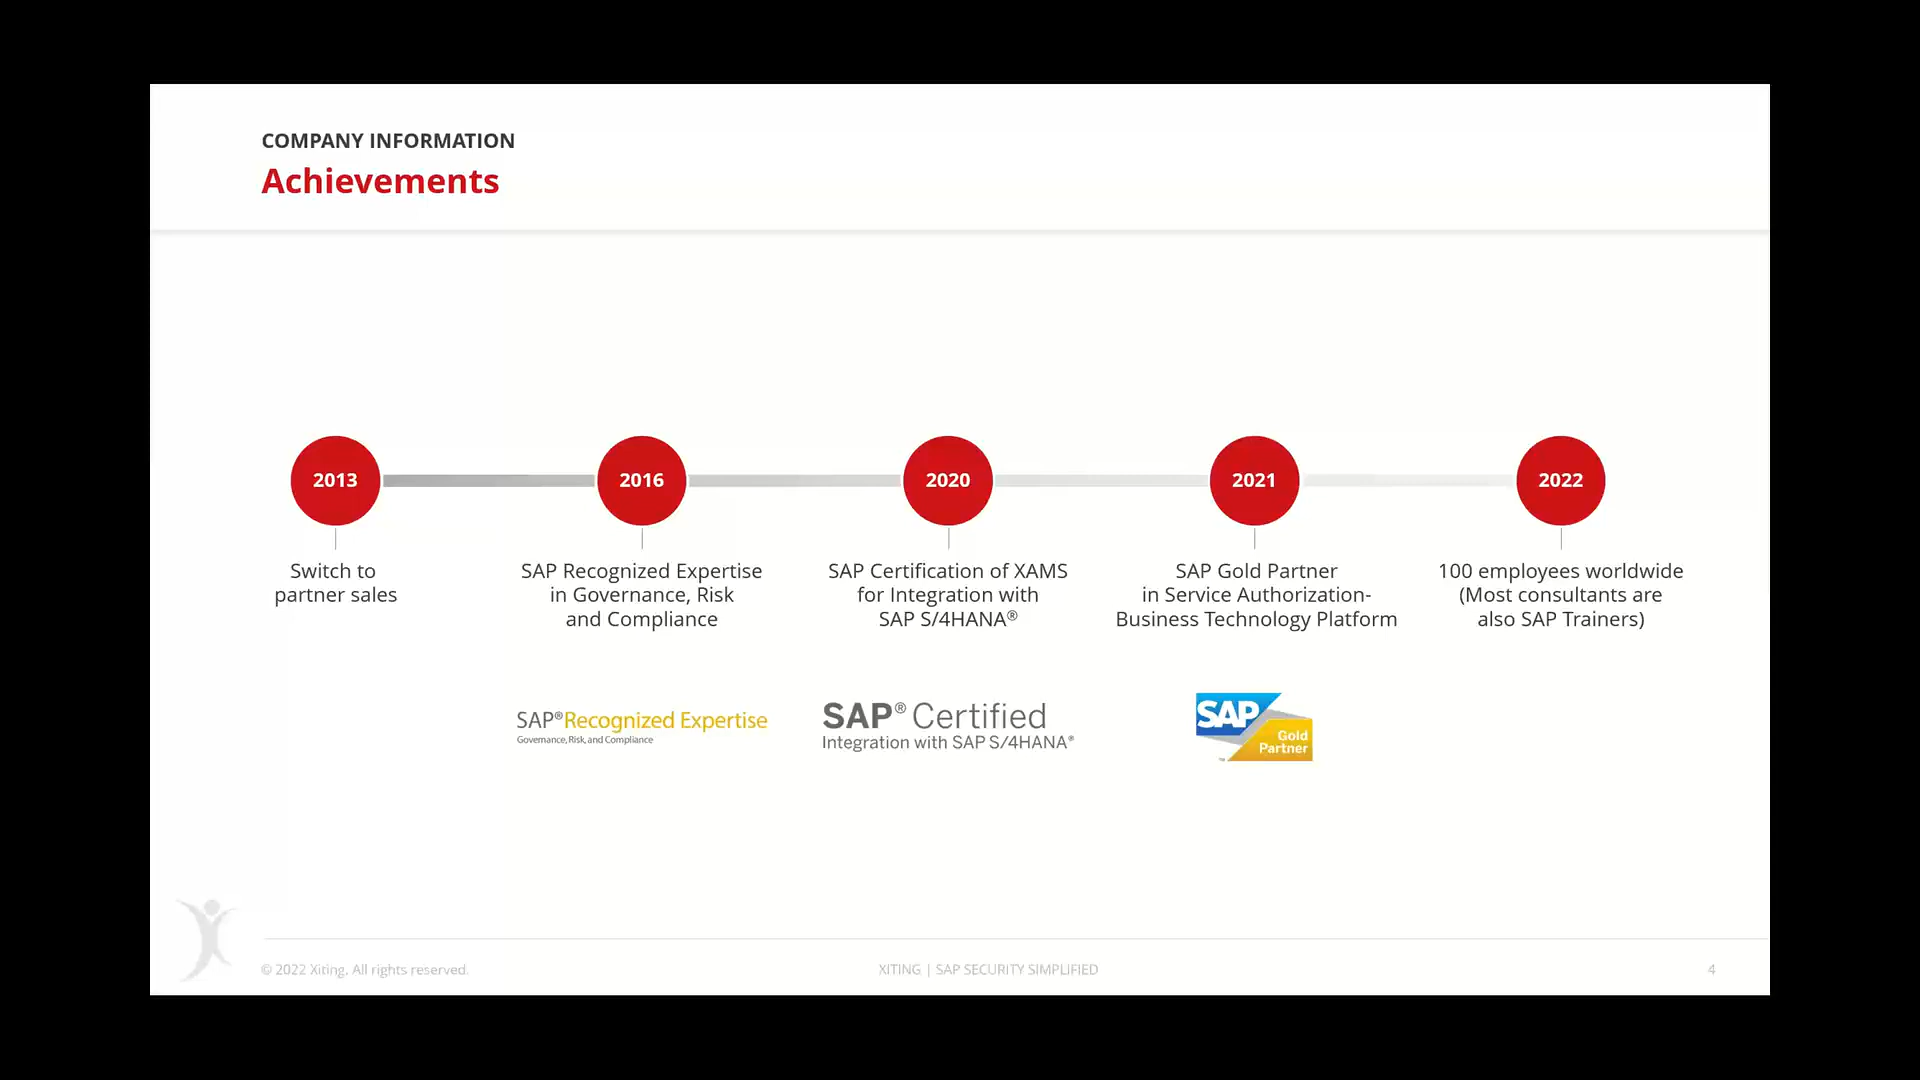 COMPANY INFORMATION
Achievements
2013
2016
2020
2021
2022
Switch to
partner sales
SAP Recognized Expertise
in Governance, Risk
and Compliance
SAP Certification of XAMS
for Integration with
SAP S/4HANA®
SAP Gold Partner
in Service Authorization-
Business Technology Platform
100 employees worldwide
(Most consultants are
also SAP Trainers)
SAP®Recognized Expertise
Governance, Risk, and Compliance
SAP® Certified
Integration with SAP S/4HANA®
SAP
Gold
Partner
™
© 2022 Xiting. All rights reserved.
XITING | SAP SECURITY SIMPLIFIED
4